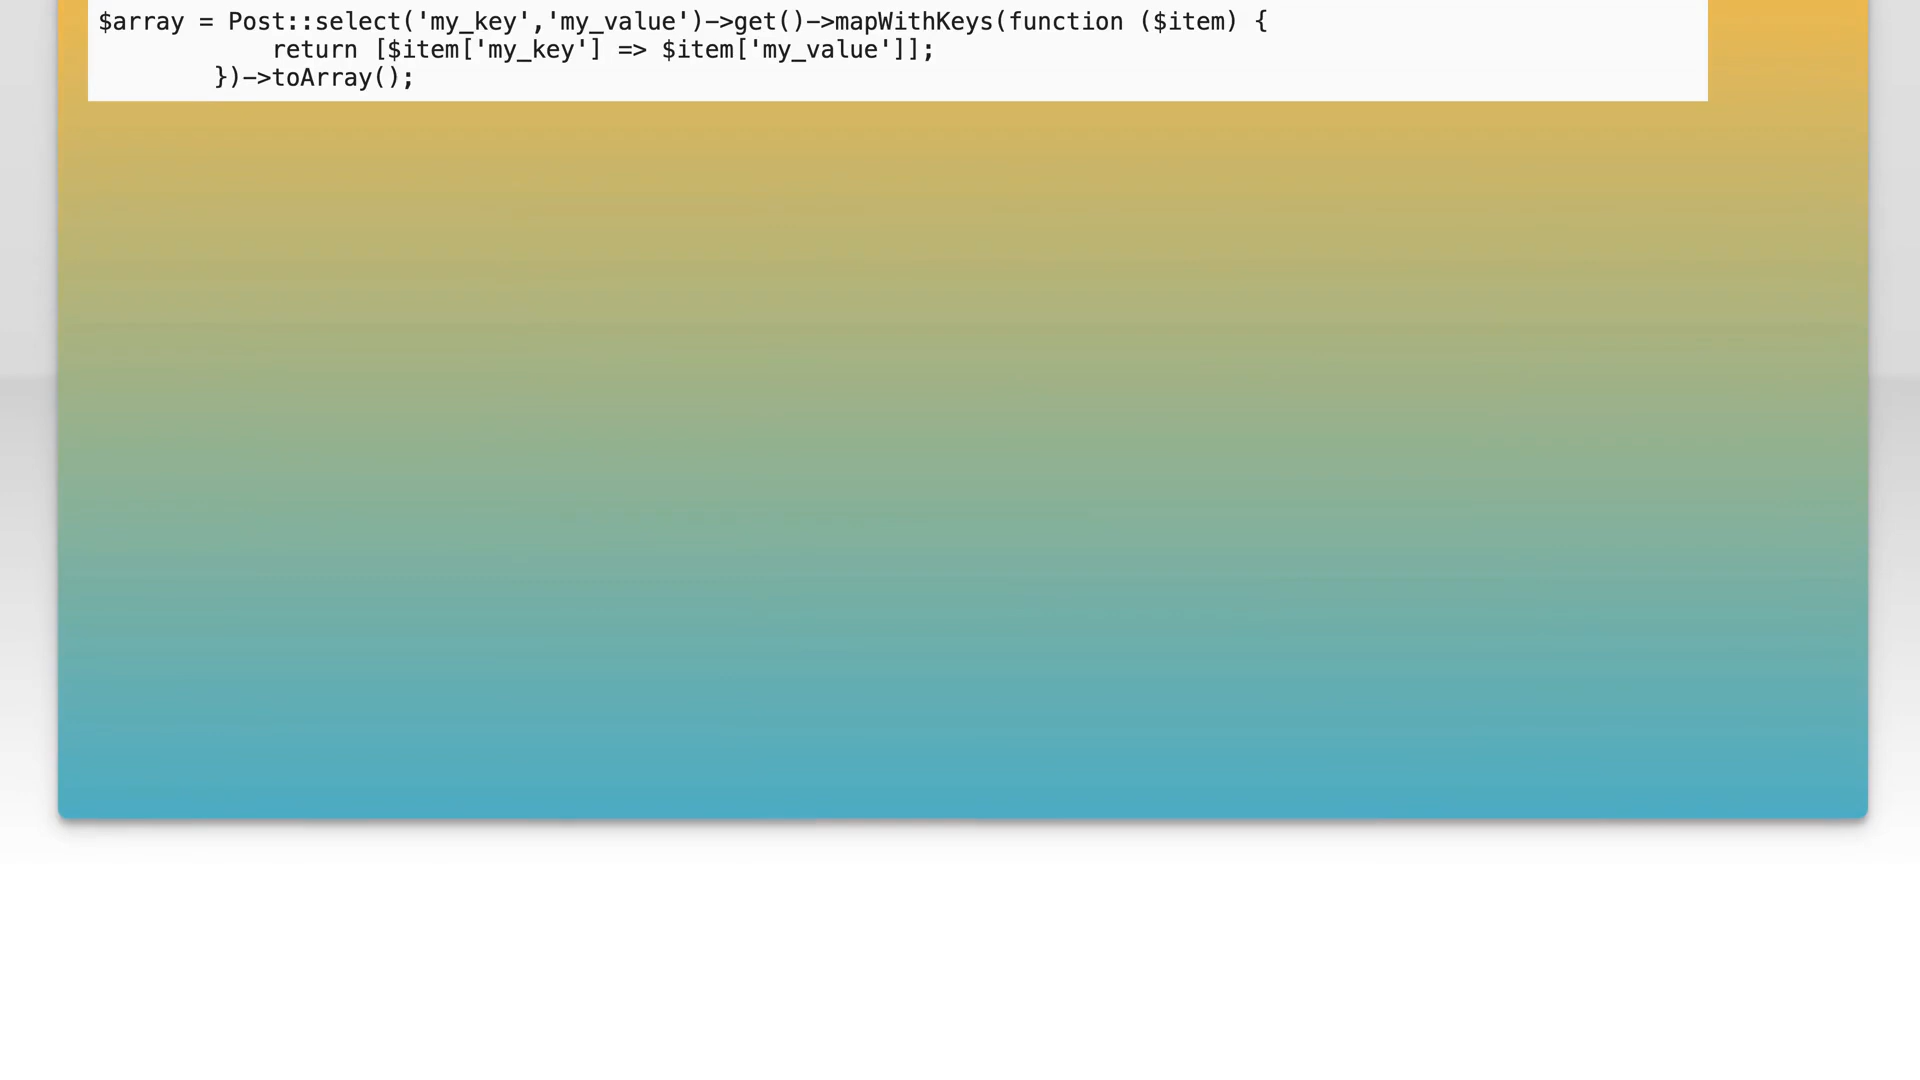 $array = Post::select('my_key','my_value')->get()->mapWithKeys(function ($item) {
            return [$item['my_key'] => $item['my_value']];
        })->toArray();